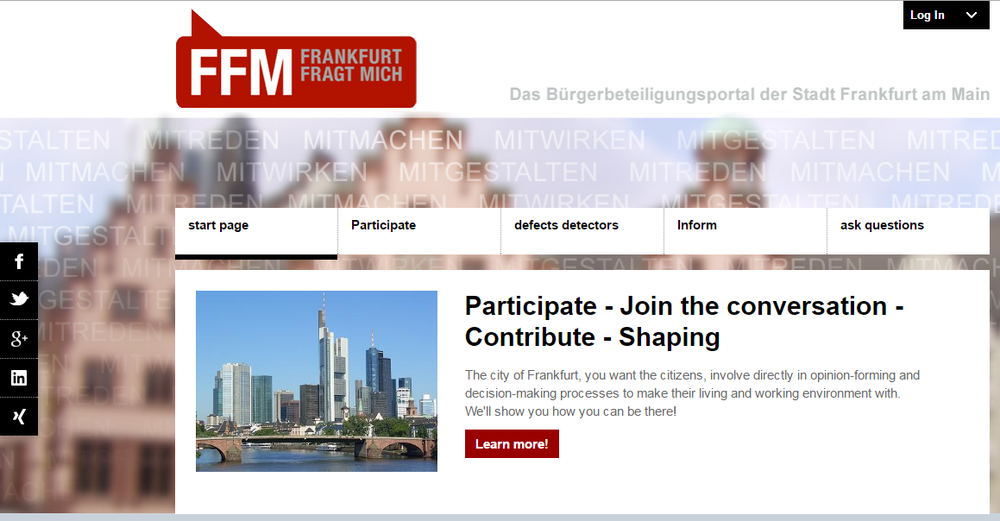 Log In
FFM FRANKFURT
FRAGT MICH
Das Bürgerbeteiligungsportal der Stadt Frankfurt am Main
STALTEN MITREDEN MITMACHEN MITWIRKEN MITGESTALTEN MITRED
MITMACHEN MITWIRKEN MITGESTALTEN MITREDEN MITMACHEN M
TALTEN MITREDEN MITMACHEN MITWIRKEN MITGESTALTEN MITREDE
start page Participate defects detectors Inform ask questions
MITGESTALT
f
g+
in
Participate - Join the conversation -
Contribute - Shaping
The city of Frankfurt, you want the citizens, involve directly in opinion-forming and
decision-making processes to make their living and working environment with.
We'll show you how you can be there!
Learn more!